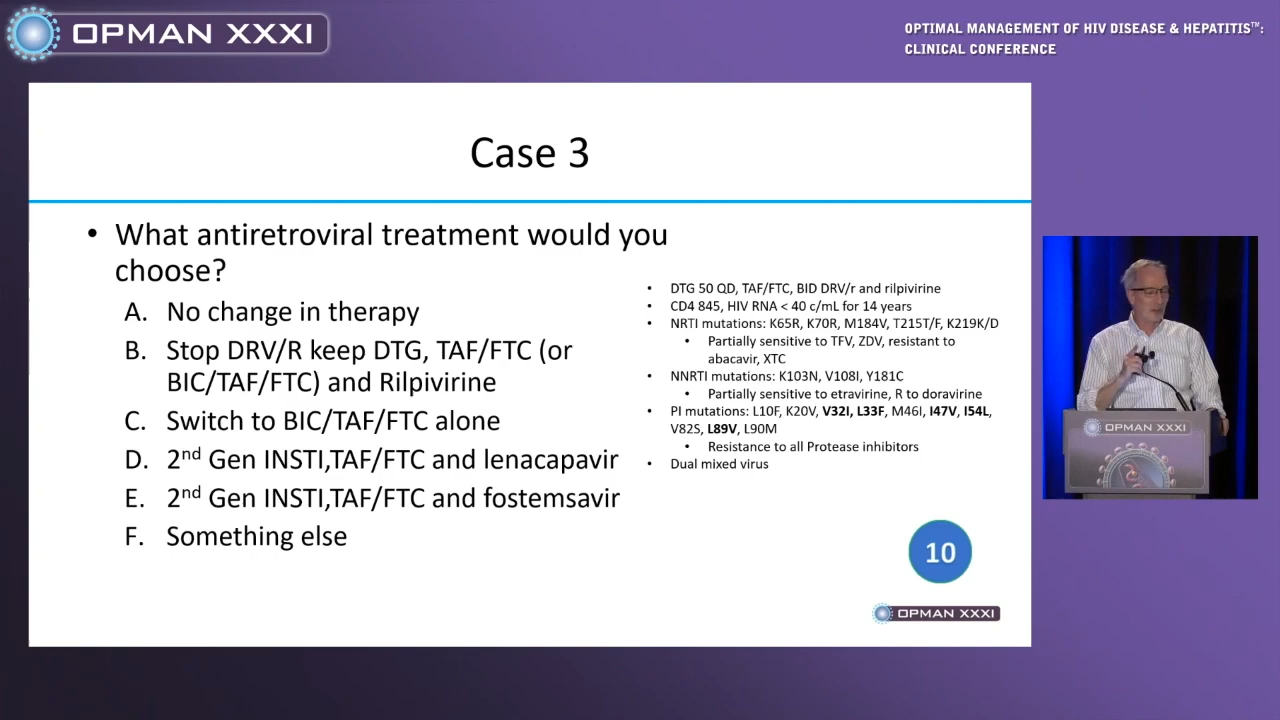 OPMAN XXXI
OPTIMAL MANAGEMENT OF HIV DISEASE & HEPATITIS™:
CLINICAL CONFERENCE
Case 3
• What antiretroviral treatment would you
choose?
A. No change in therapy
B. Stop DRV/R keep DTG, TAF/FTC (or
BIC/TAF/FTC) and Rilpivirine
C. Switch to BIC/TAF/FTC alone
D. 2nd Gen INSTI,TAF/FTC and lenacapavir
E. 2nd Gen INSTI,TAF/FTC and fostemsavir
F. Something else
• DTG 50 QD, TAF/FTC, BID DRV/r and rilpivirine
• CD4 845, HIV RNA < 40 c/mL for 14 years
• NRTI mutations: K65R, K70R, M184V, T215T/F, K219K/D
• Partially sensitive to TFV, ZDV, resistant to
abacavir, XTC
• NNRTI mutations: K103N, V108I, Y181C
• Partially sensitive to etravirine, R to doravirine
• PI mutations: L10F, K20V, V32I, L33F, M46I, I47V, I54L,
V82S, L89V, L90M
• Resistance to all Protease inhibitors
• Dual mixed virus
10
OPMAN XXXI
OPMAN XXXI